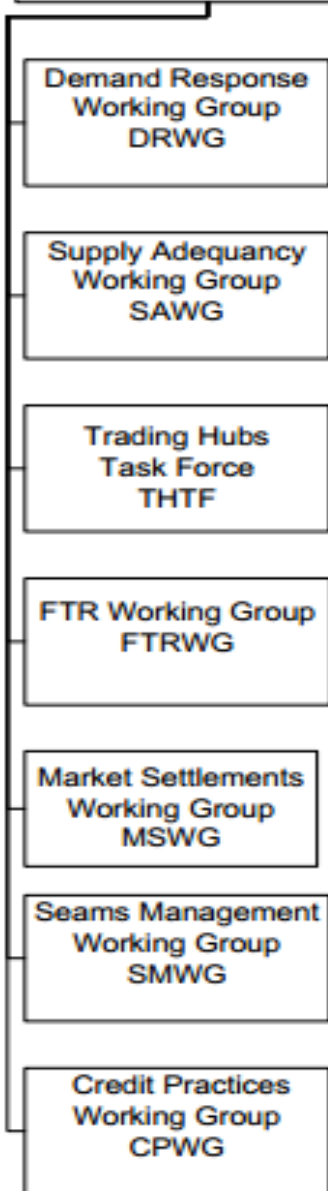 Demand Response
Working Group
DRWG
Supply Adequancy
Working Group
SAWG
Trading Hubs
Task Force
THTF
FTR Working Group
FTRWG
Market Settlements
Working Group
MSWG
Seams Management
Working Group
SMWG
Credit Practices
Working Group
CPWG